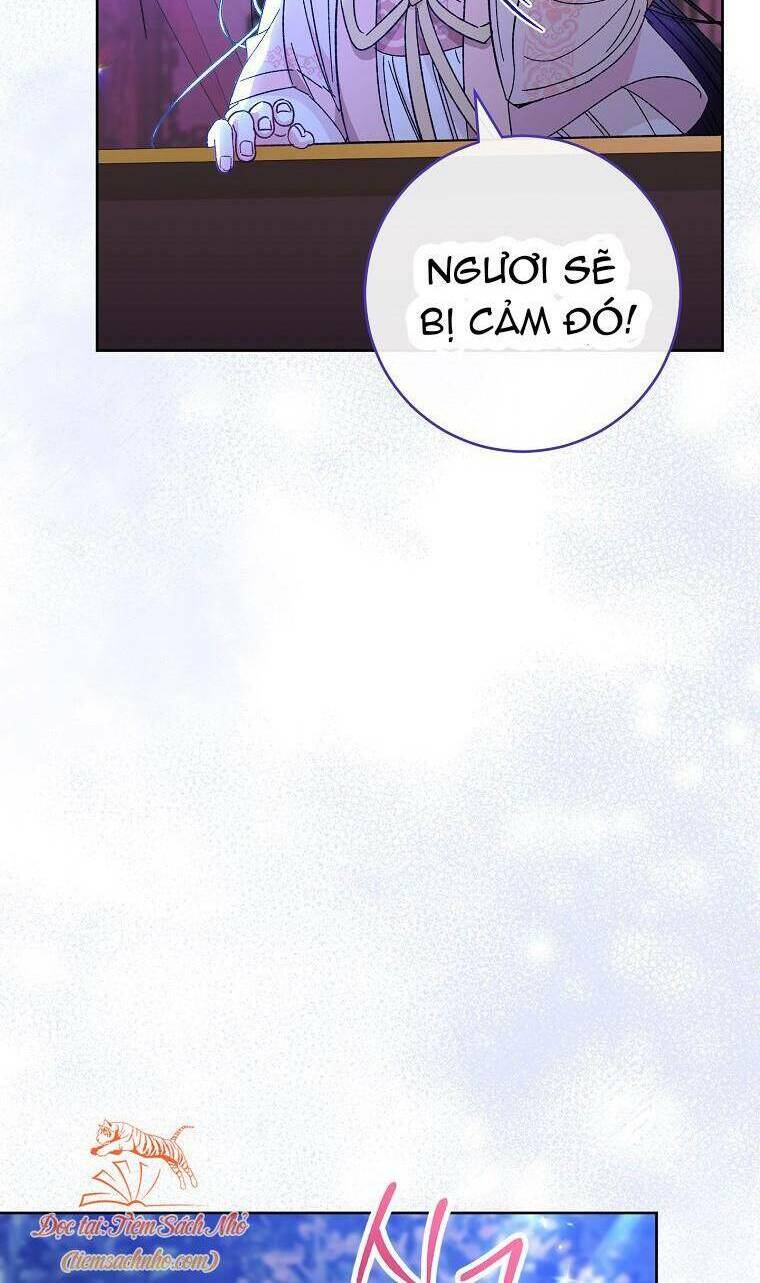 NGƯƠI SẼ
BỊ CẢM ĐÓ!
Đọc tại: Tiệm Sách Nhỏ
(tiemsachnho.com)